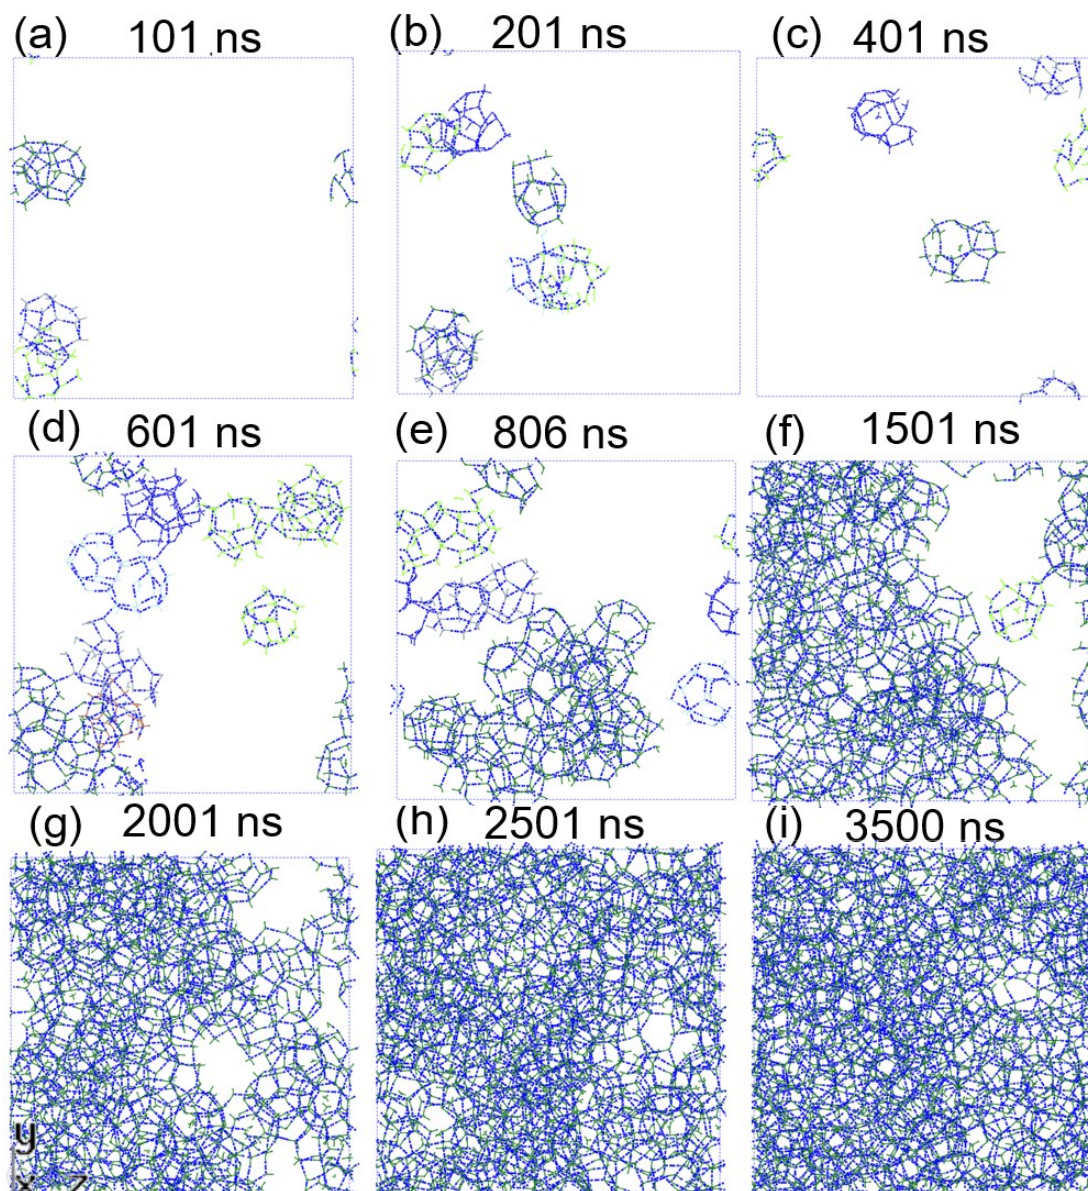 (a) 101 ns
(b) 201 ns
(c) 401 ns
(d) 601 ns
(e) 806 ns
(f) 1501 ns
(g) 2001 ns
(h) 2501 ns
(i) 3500 ns
y
x Z